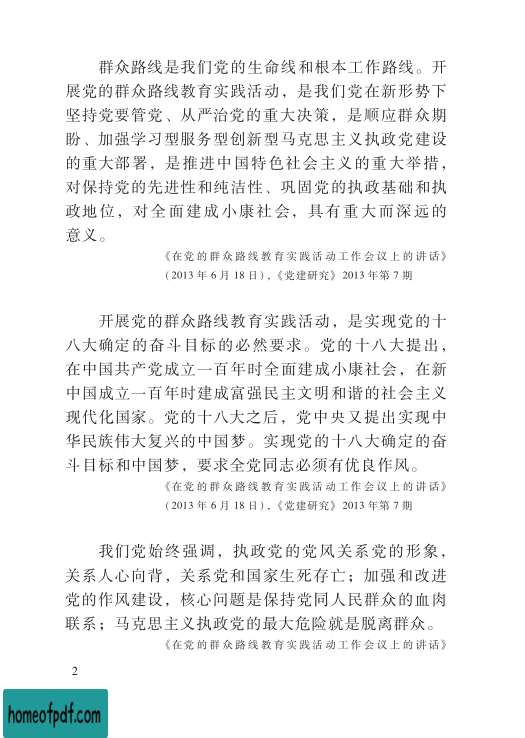 群众路线是我们党的生命线和根本工作路线。开
展党的群众路线教育实践活动，是我们党在新形势下
坚持党要管党、从严治党的重大决策，是顺应群众期
盼、加强学习型服务型创新型马克思主义执政党建设
的重大部署，是推进中国特色社会主义的重大举措，
对保持党的先进性和纯洁性、巩固党的执政基础和执
政地位，对全面建成小康社会，具有重大而深远的
意义。
《在党的群众路线教育实践活动工作会议上的讲话》
（2013 年 6 月 18 日），《党建研究》2013 年第 7 期
开展党的群众路线教育实践活动，是实现党的十
八大确定的奋斗目标的必然要求。党的十八大提出，
在中国共产党成立一百年时全面建成小康社会，在新
中国成立一百年时建成富强民主文明和谐的社会主义
现代化国家。党的十八大之后，党中央又提出实现中
华民族伟大复兴的中国梦。实现党的十八大确定的奋
斗目标和中国梦，要求全党同志必须有优良作风。
《在党的群众路线教育实践活动工作会议上的讲话》
（2013 年 6 月 18 日），《党建研究》2013 年第 7 期
我们党始终强调，执政党的党风关系党的形象，
关系人心向背，关系党和国家生死存亡；加强和改进
党的作风建设，核心问题是保持党同人民群众的血肉
联系；马克思主义执政党的最大危险就是脱离群众。
《在党的群众路线教育实践活动工作会议上的讲话》
2
homeofpdf.com